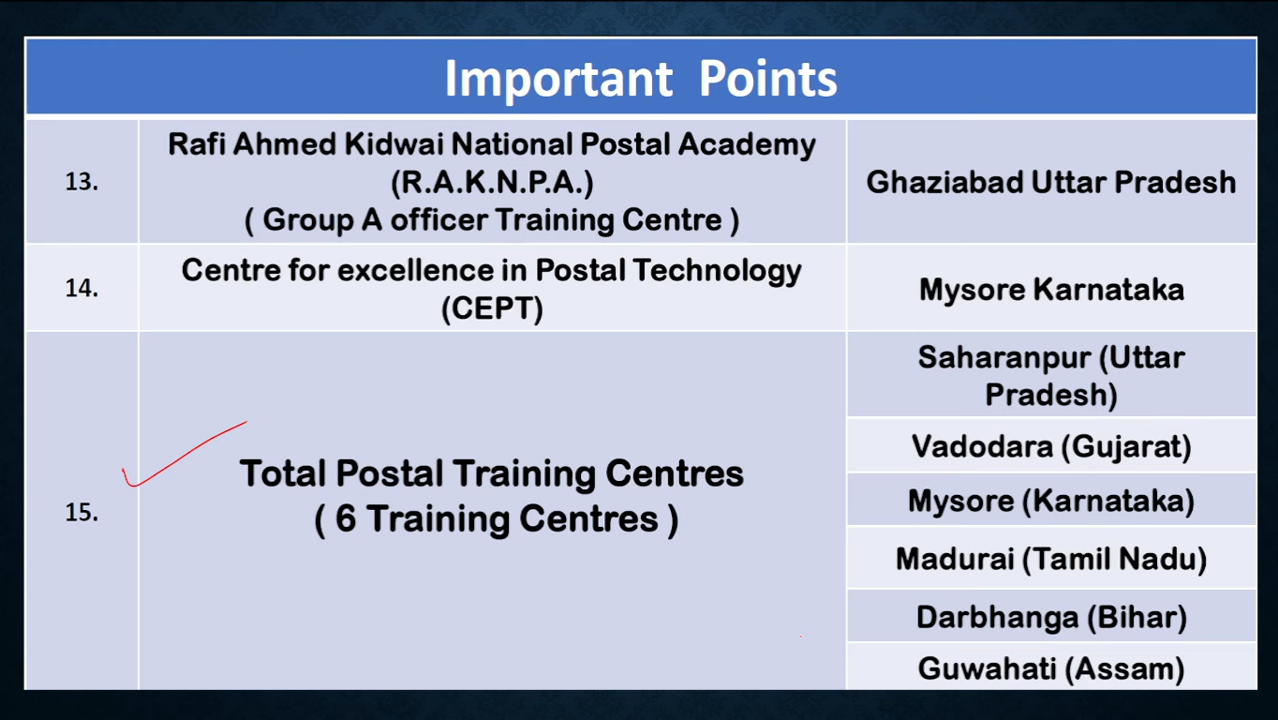 Important Points
13.
Rafi Ahmed Kidwai National Postal Academy
(R.A.K.N.P.A.)
( Group A officer Training Centre )
Ghaziabad Uttar Pradesh
14.
Centre for excellence in Postal Technology
(CEPT)
Mysore Karnataka
15.
Total Postal Training Centres
( 6 Training Centres )
Saharanpur (Uttar
Pradesh)
Vadodara (Gujarat)
Mysore (Karnataka)
Madurai (Tamil Nadu)
Darbhanga (Bihar)
Guwahati (Assam)